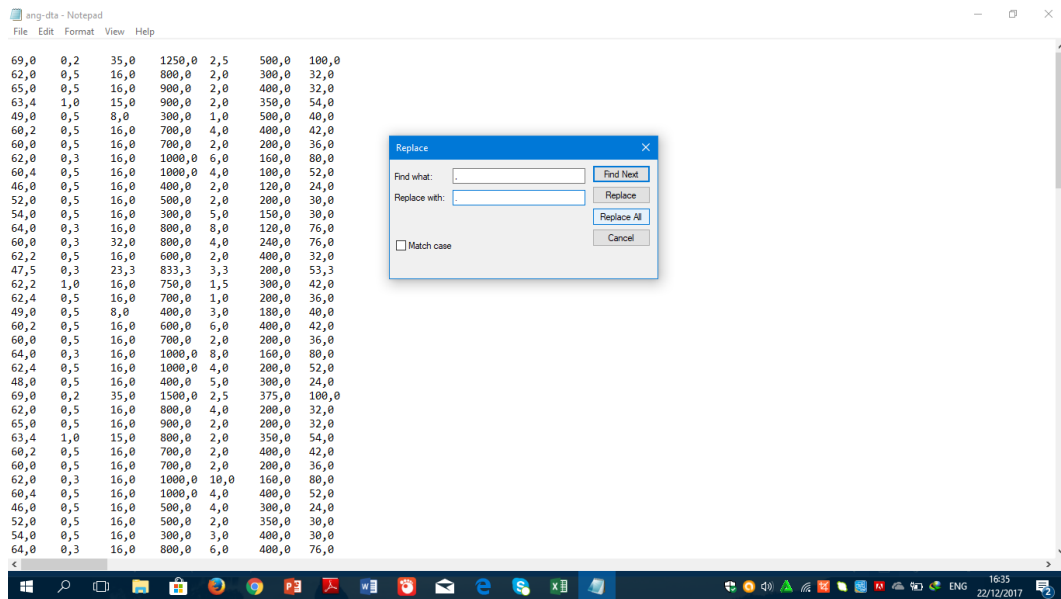 ang-dta - Notepad
File Edit Format View Help
69,0 0,2 35,0 1250,0 2,5 500,0 100,0
62,0 0,5 16,0 800,0 2,0 300,0 32,0
65,0 0,5 16,0 900,0 2,0 400,0 32,0
63,4 1,0 15,0 900,0 2,0 350,0 54,0
49,0 0,5 8,0 300,0 1,0 500,0 40,0
60,2 0,5 16,0 700,0 4,0 400,0 42,0
60,0 0,5 16,0 700,0 2,0 200,0 36,0
62,0 0,3 16,0 1000,0 6,0 160,0 80,0
60,4 0,5 16,0 1000,0 4,0 100,0 52,0
46,0 0,5 16,0 400,0 2,0 120,0 24,0
52,0 0,5 16,0 500,0 2,0 200,0 30,0
54,0 0,5 16,0 300,0 5,0 150,0 30,0
64,0 0,3 16,0 800,0 8,0 120,0 76,0
60,0 0,3 32,0 800,0 4,0 240,0 76,0
62,2 0,5 16,0 600,0 2,0 400,0 32,0
47,5 0,3 23,3 833,3 3,3 200,0 53,3
62,2 1,0 16,0 750,0 1,5 300,0 42,0
62,4 0,5 16,0 700,0 1,0 200,0 36,0
49,0 0,5 8,0 400,0 3,0 180,0 40,0
60,2 0,5 16,0 600,0 6,0 400,0 42,0
60,0 0,5 16,0 700,0 2,0 200,0 36,0
64,0 0,3 16,0 1000,0 8,0 160,0 80,0
62,4 0,5 16,0 1000,0 4,0 200,0 52,0
48,0 0,5 16,0 400,0 5,0 300,0 24,0
69,0 0,2 35,0 1500,0 2,5 375,0 100,0
62,0 0,5 16,0 800,0 4,0 200,0 32,0
65,0 0,5 16,0 900,0 2,0 200,0 32,0
63,4 1,0 15,0 800,0 2,0 350,0 54,0
60,2 0,5 16,0 700,0 2,0 400,0 42,0
60,0 0,5 16,0 700,0 2,0 200,0 36,0
62,0 0,3 16,0 1000,0 10,0 160,0 80,0
60,4 0,5 16,0 1000,0 4,0 400,0 52,0
46,0 0,5 16,0 500,0 4,0 300,0 24,0
52,0 0,5 16,0 500,0 2,0 350,0 30,0
54,0 0,5 16,0 300,0 3,0 400,0 30,0
64,0 0,3 16,0 800,0 6,0 400,0 76,0
Replace
Find what: ,
Find Next
Replace with: .
Replace
Replace All
Match case
Cancel
ENG
16:35
22/12/2017